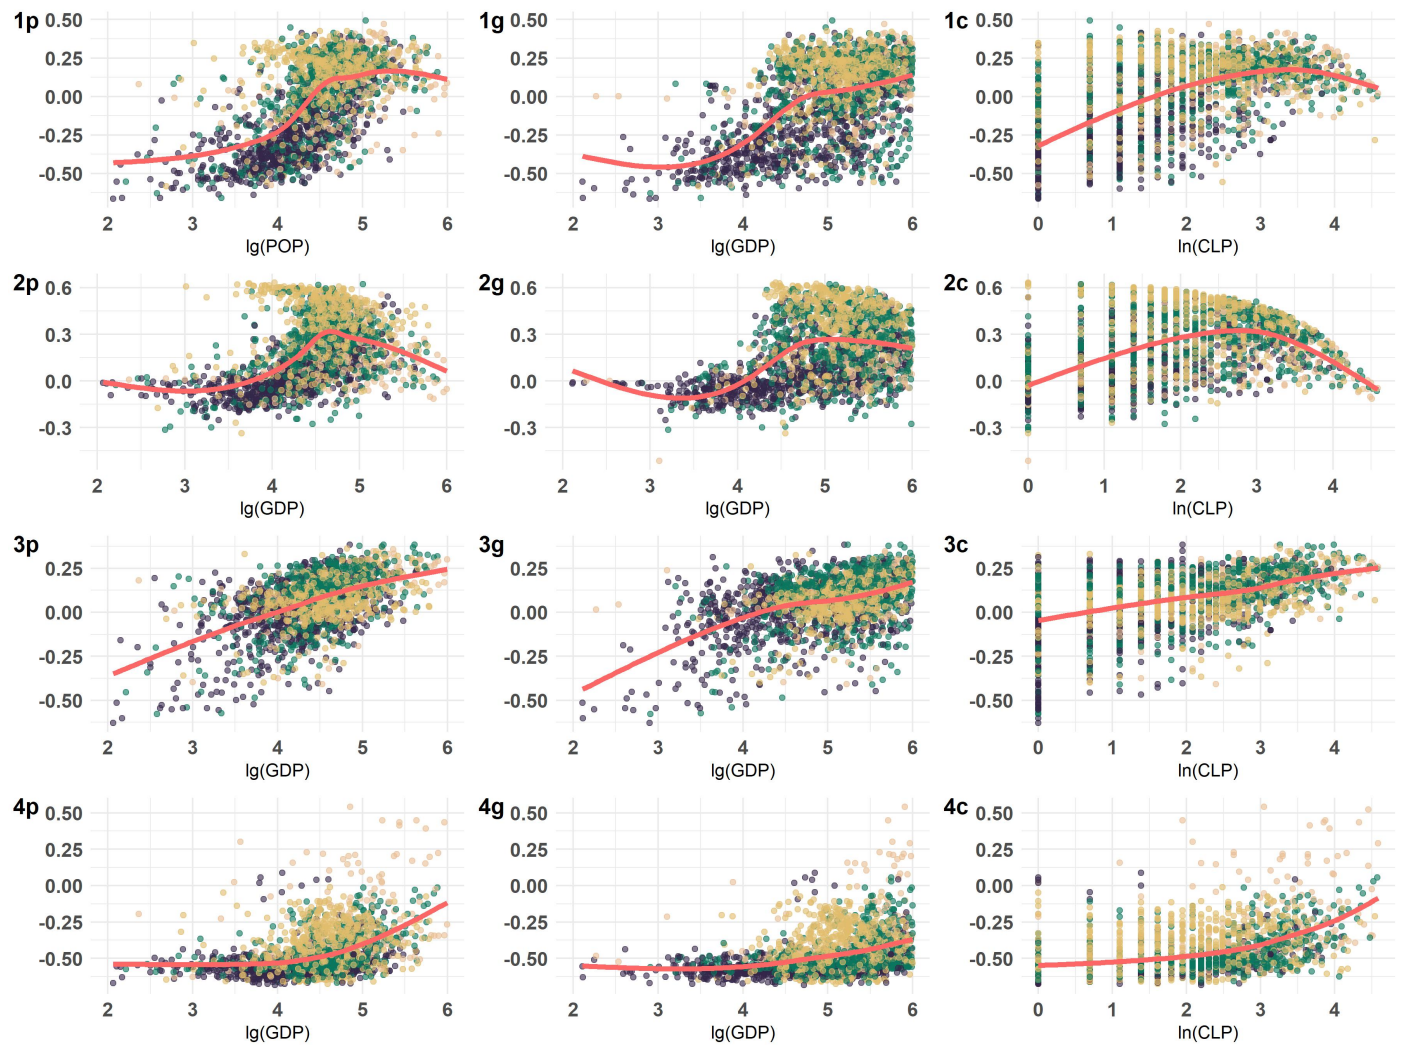 1p 0.50 0.25 0.00 -0.25 -0.50
2 3 4 5 6
lg(POP)
1g 0.50 0.25 0.00 -0.25 -0.50
2 3 4 5 6
lg(GDP)
1c 0.50 0.25 0.00 -0.25 -0.50
0 1 2 3 4
ln(CLP)
2p 0.6 0.3 0.0 -0.3
2 3 4 5 6
lg(GDP)
2g 0.6 0.3 0.0 -0.3
2 3 4 5 6
lg(GDP)
2c 0.6 0.3 0.0 -0.3
0 1 2 3 4
ln(CLP)
3p 0.25 0.00 -0.25 -0.50
2 3 4 5 6
lg(GDP)
3g 0.25 0.00 -0.25 -0.50
2 3 4 5 6
lg(GDP)
3c 0.25 0.00 -0.25 -0.50
0 1 2 3 4
ln(CLP)
4p 0.50 0.25 0.00 -0.25 -0.50
2 3 4 5 6
lg(GDP)
4g 0.50 0.25 0.00 -0.25 -0.50
2 3 4 5 6
lg(GDP)
4c 0.50 0.25 0.00 -0.25 -0.50
0 1 2 3 4
ln(CLP)